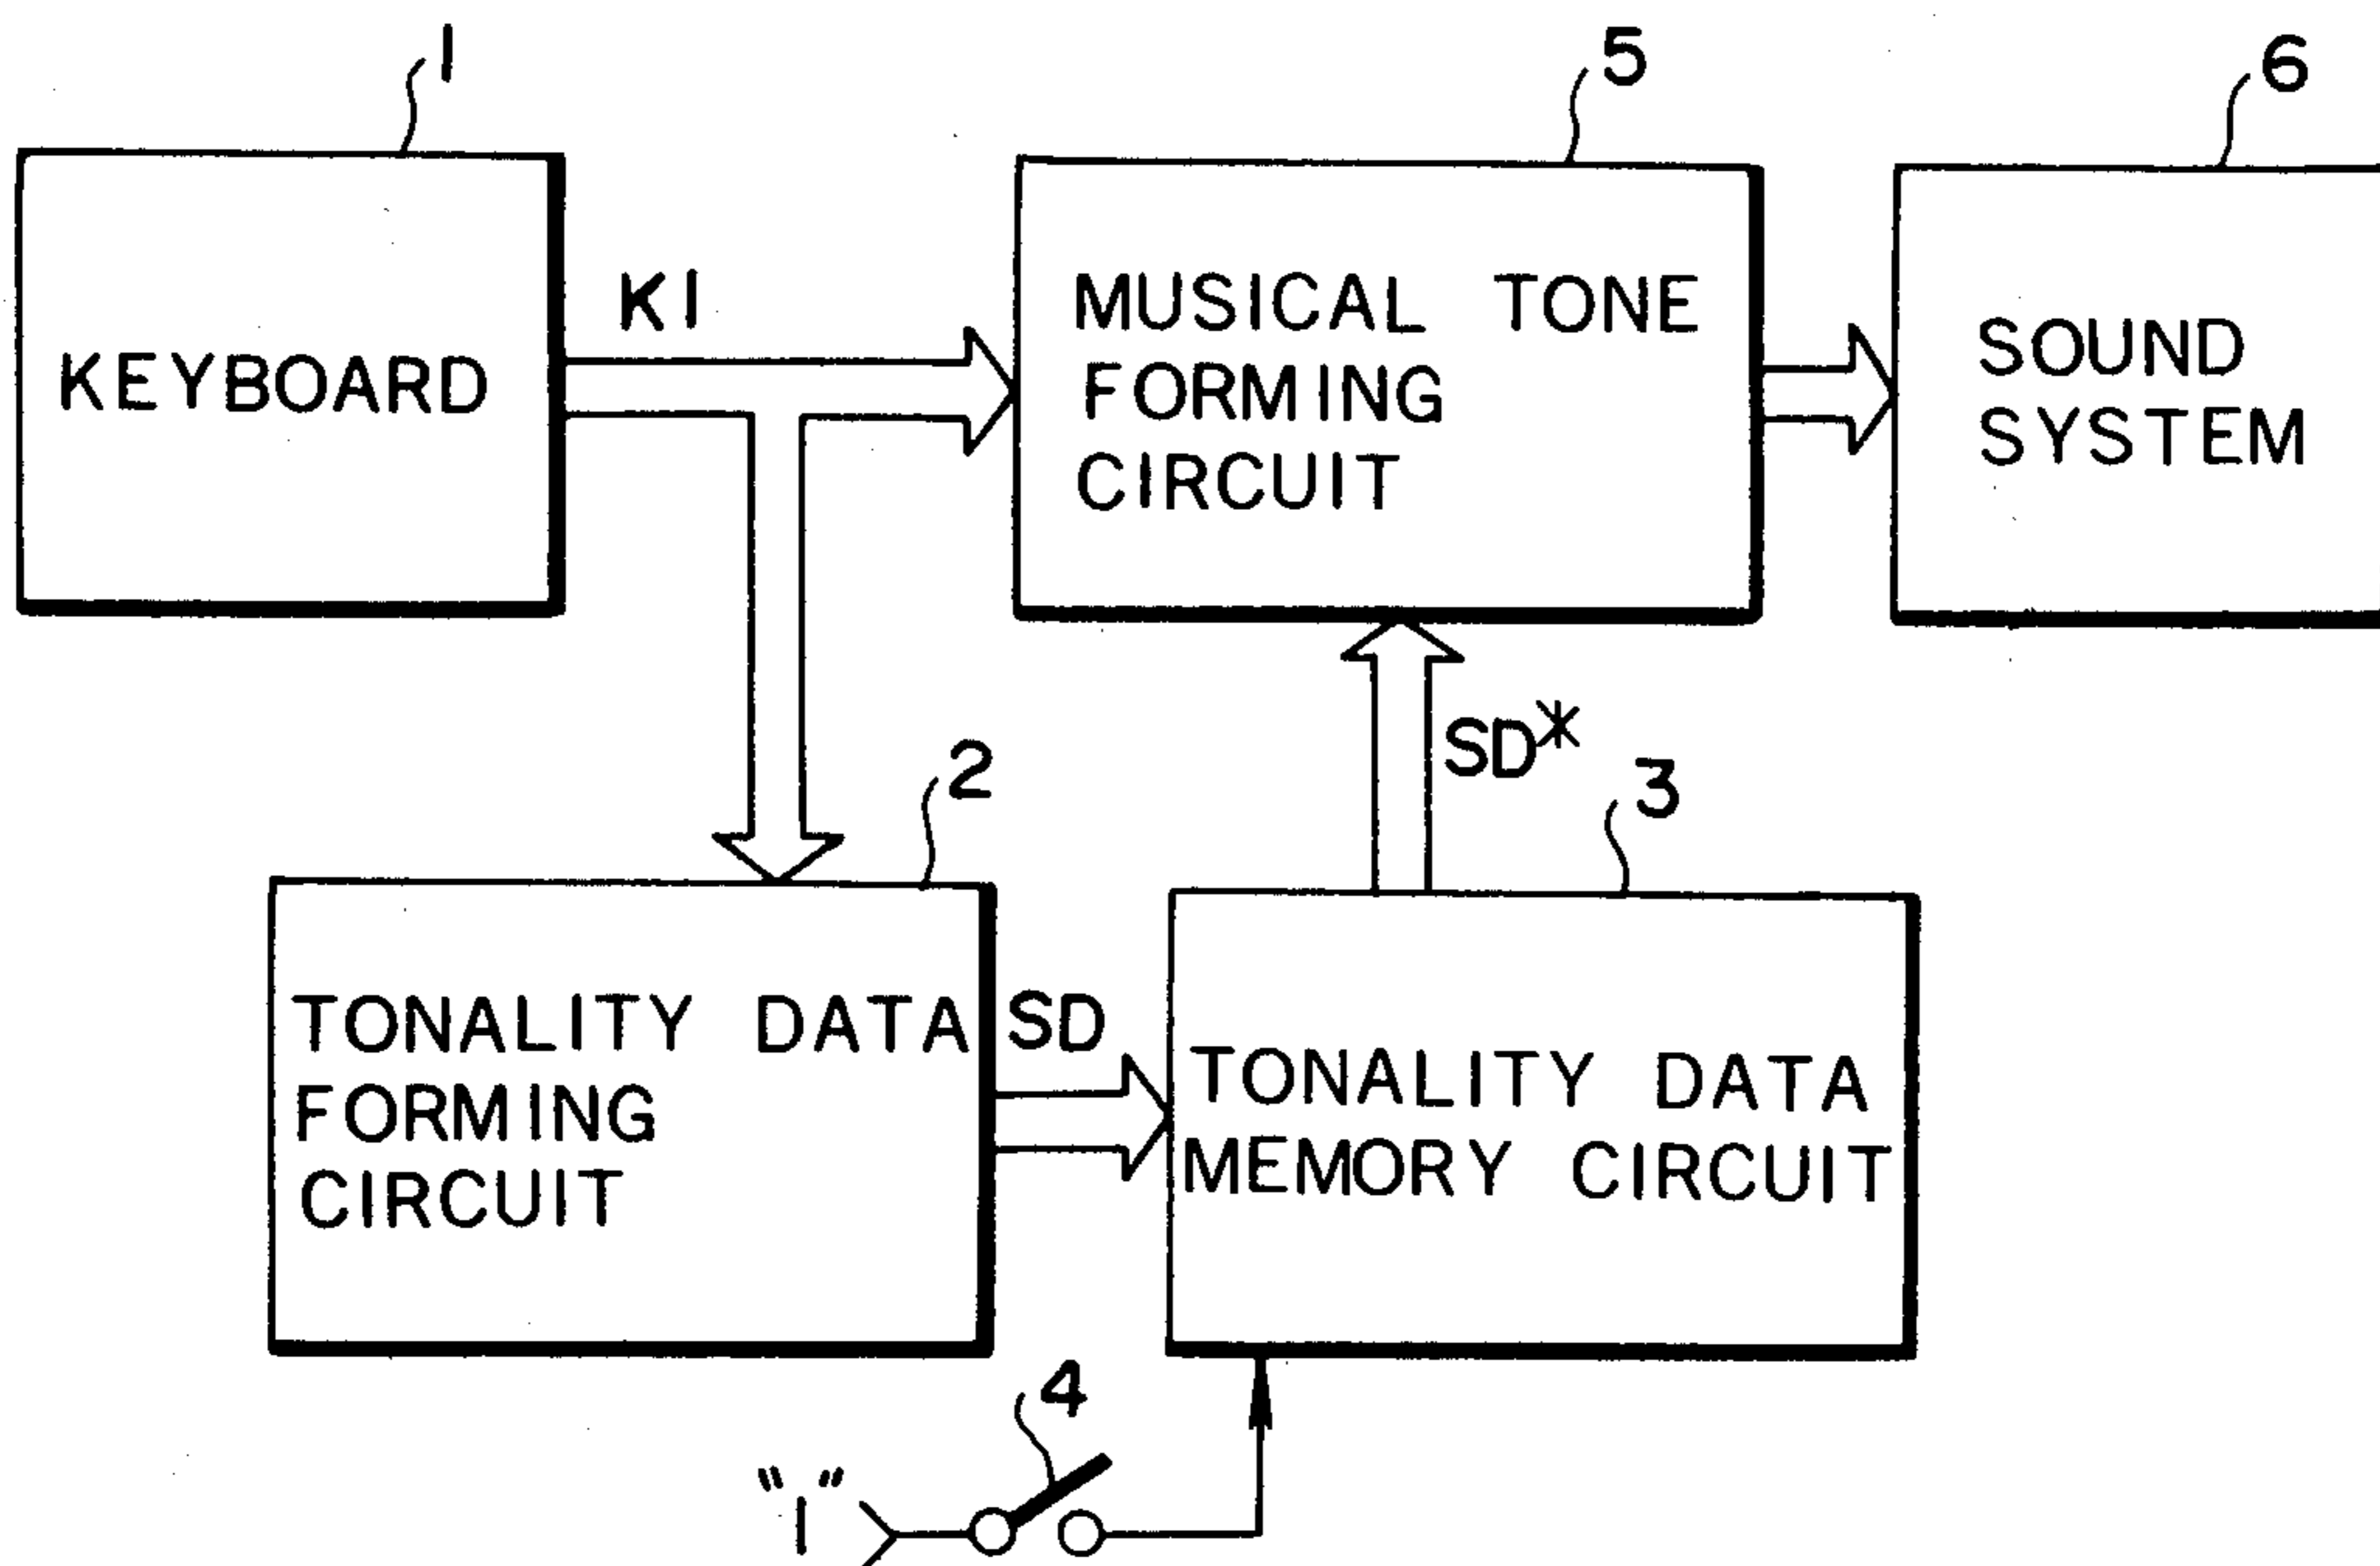 1
5
6
KEYBOARD
KI
MUSICAL TONE
FORMING
CIRCUIT
SOUND
SYSTEM
2
SD*
3
TONALITY DATA
FORMING
CIRCUIT
SD
TONALITY DATA
MEMORY CIRCUIT
4
"1"